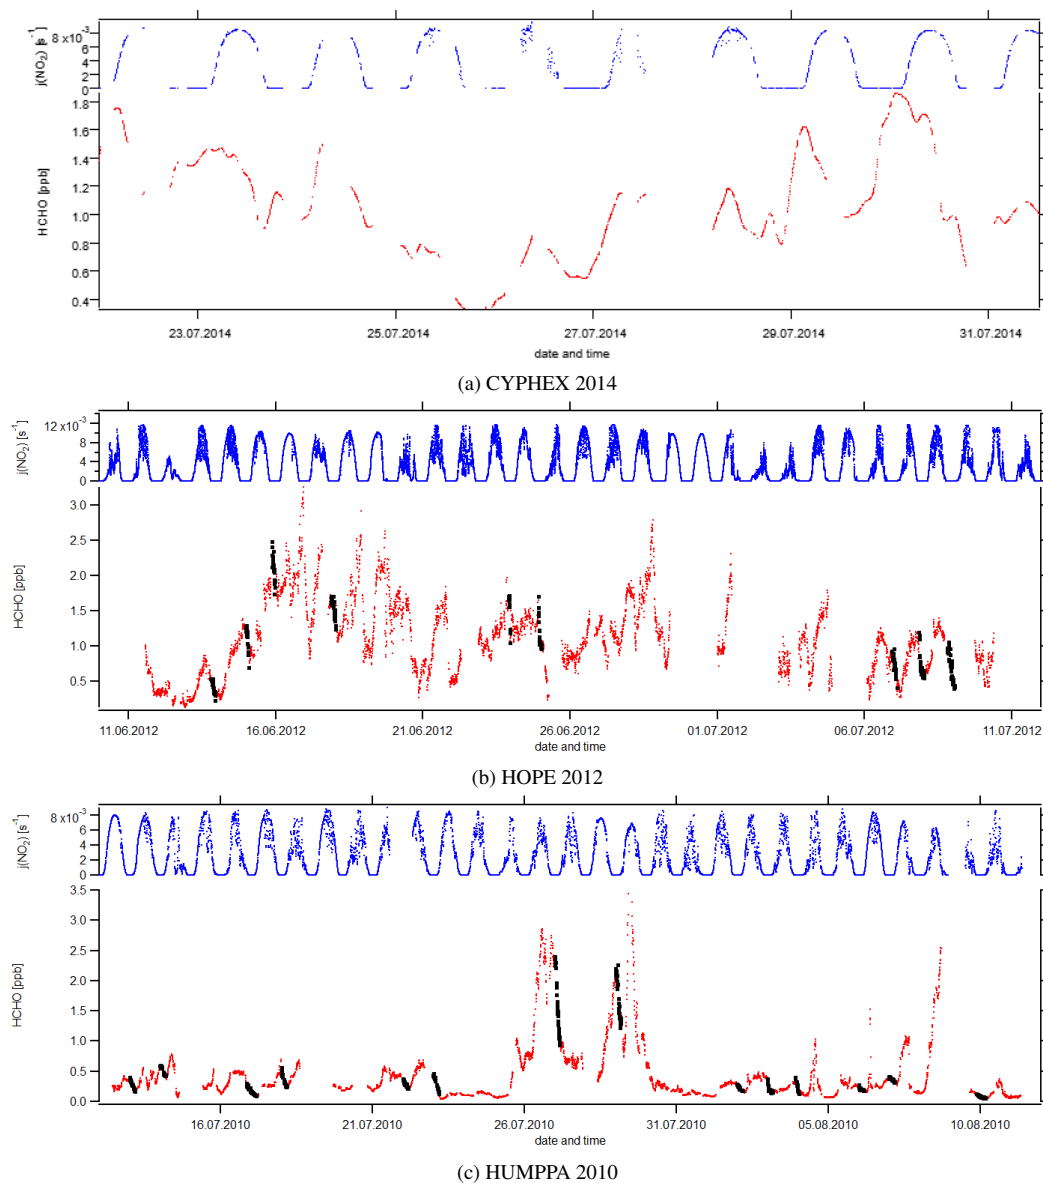 j(NO2) [s-1]
8 x10-3
6
4
2
0
HCHO [ppb]
1.8
1.6
1.4
1.2
1.0
0.8
0.6
0.4
23.07.2014 25.07.2014 27.07.2014 29.07.2014 31.07.2014
date and time
(a) CYPHEX 2014
j(NO2) [s-1]
12 x10-3
8
4
0
HCHO [ppb]
3.0
2.5
2.0
1.5
1.0
0.5
11.06.2012 16.06.2012 21.06.2012 26.06.2012 01.07.2012 06.07.2012 11.07.2012
date and time
(b) HOPE 2012
j(NO2) [s-1]
8 x10-3
6
4
2
0
HCHO [ppb]
3.5
3.0
2.5
2.0
1.5
1.0
0.5
0.0
16.07.2010 21.07.2010 26.07.2010 31.07.2010 05.08.2010 10.08.2010
date and time
(c) HUMPPA 2010